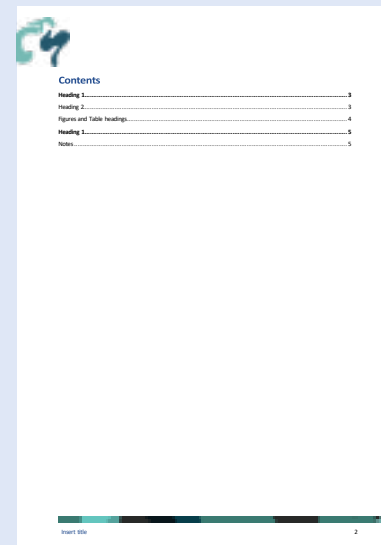 Contents
Heading 1 3
Heading 2 3
Figures and Table headings 4
Heading 1 5
Notes 5
Insert title 2